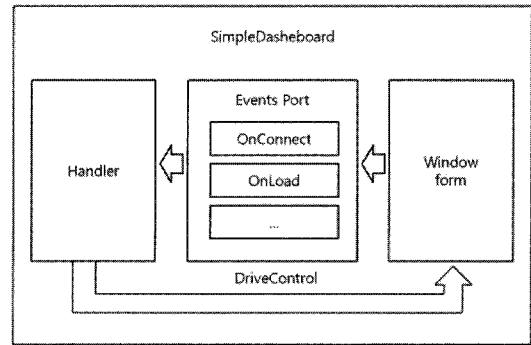 SimpleDasheboard
Events Port
OnConnect
Handler
OnLoad
Window
form
...
DriveControl